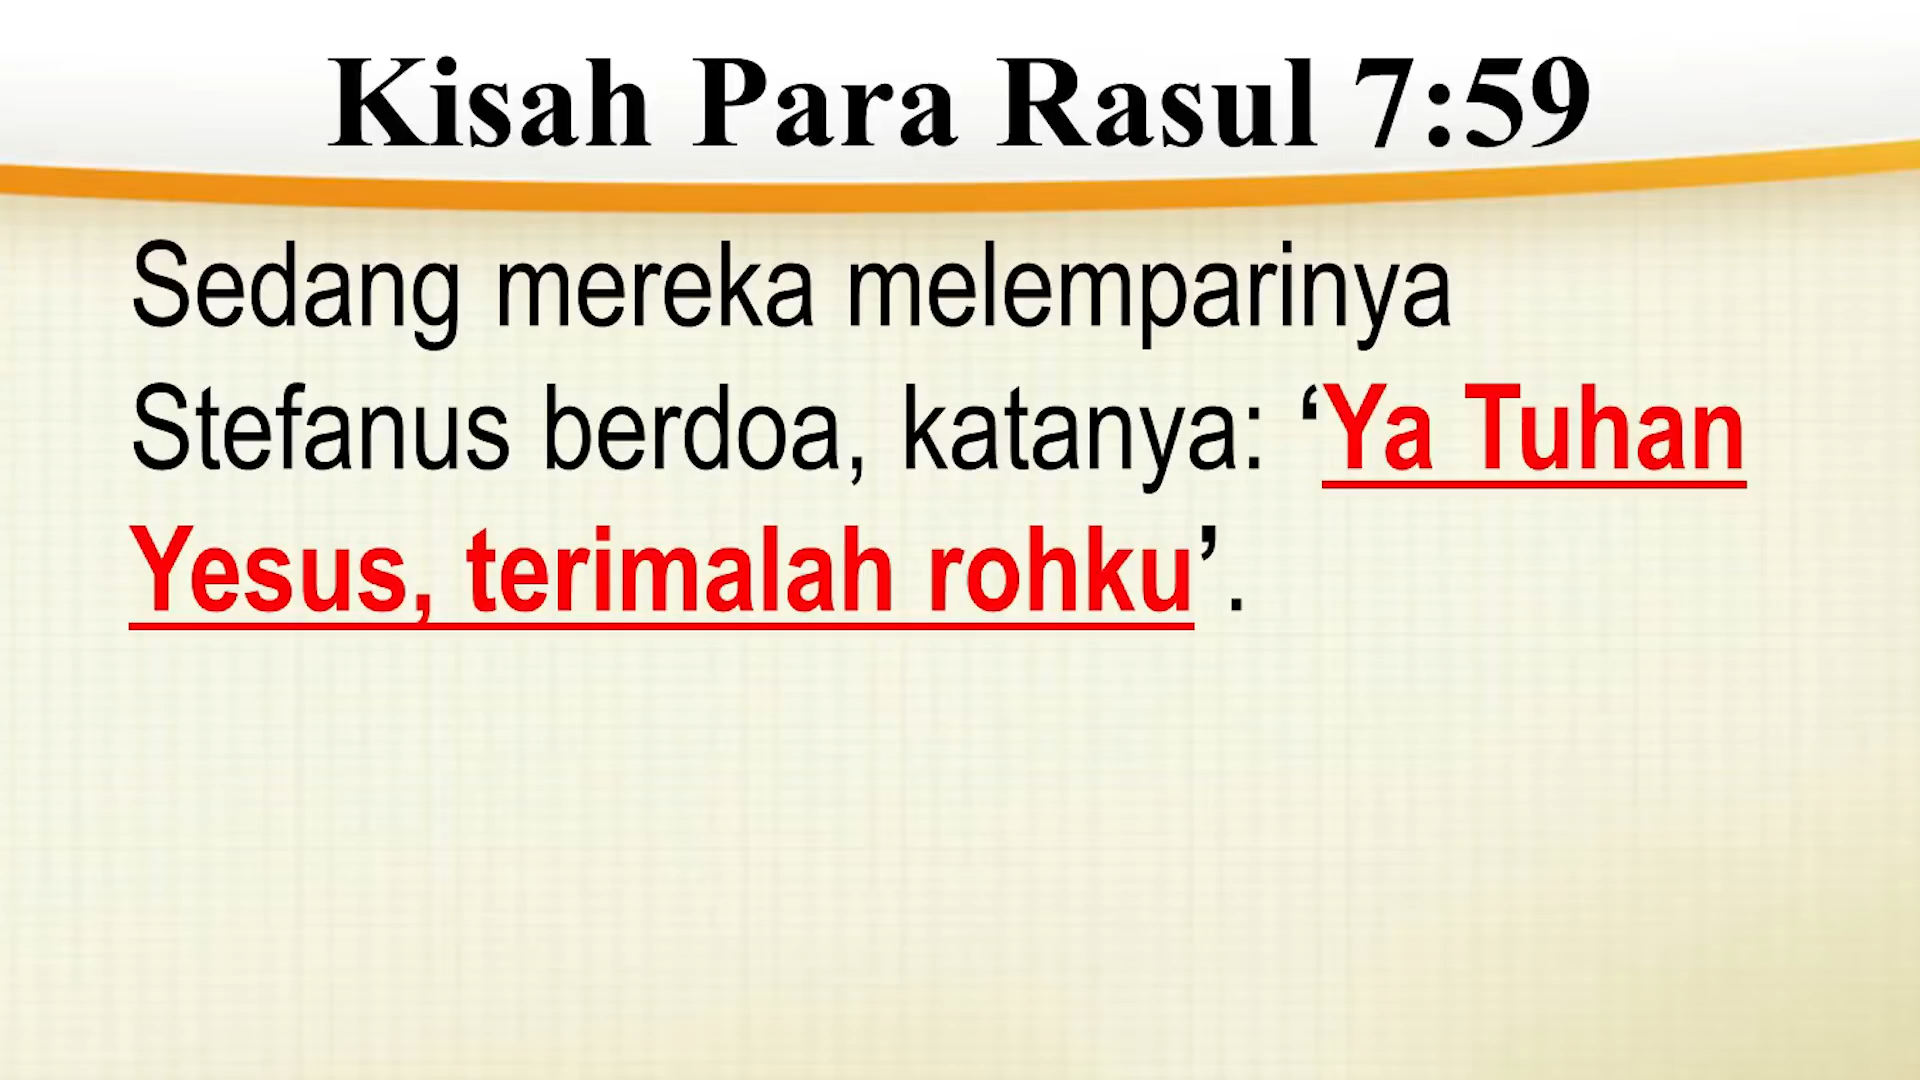 Kisah Para Rasul 7:59
Sedang mereka melemparinya
Stefanus berdoa, katanya: ‘Ya Tuhan
Yesus, terimalah rohku’.